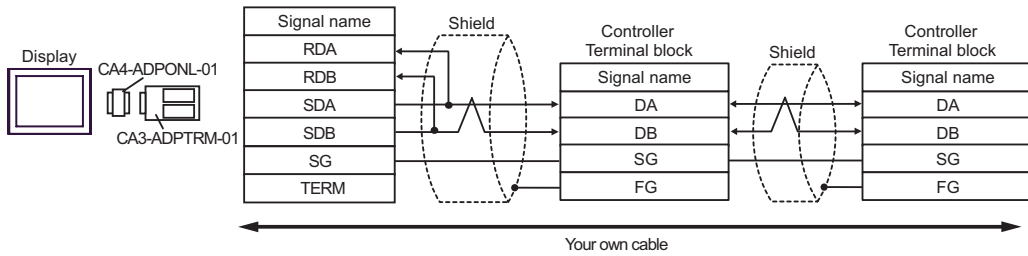 Display
CA4-ADPONL-01
CA3-ADPTRM-01
Signal name
RDA
RDB
SDA
SDB
SG
TERM
Shield
Controller
Terminal block
Signal name
DA
DB
SG
FG
Shield
Controller
Terminal block
Signal name
DA
DB
SG
FG
Your own cable